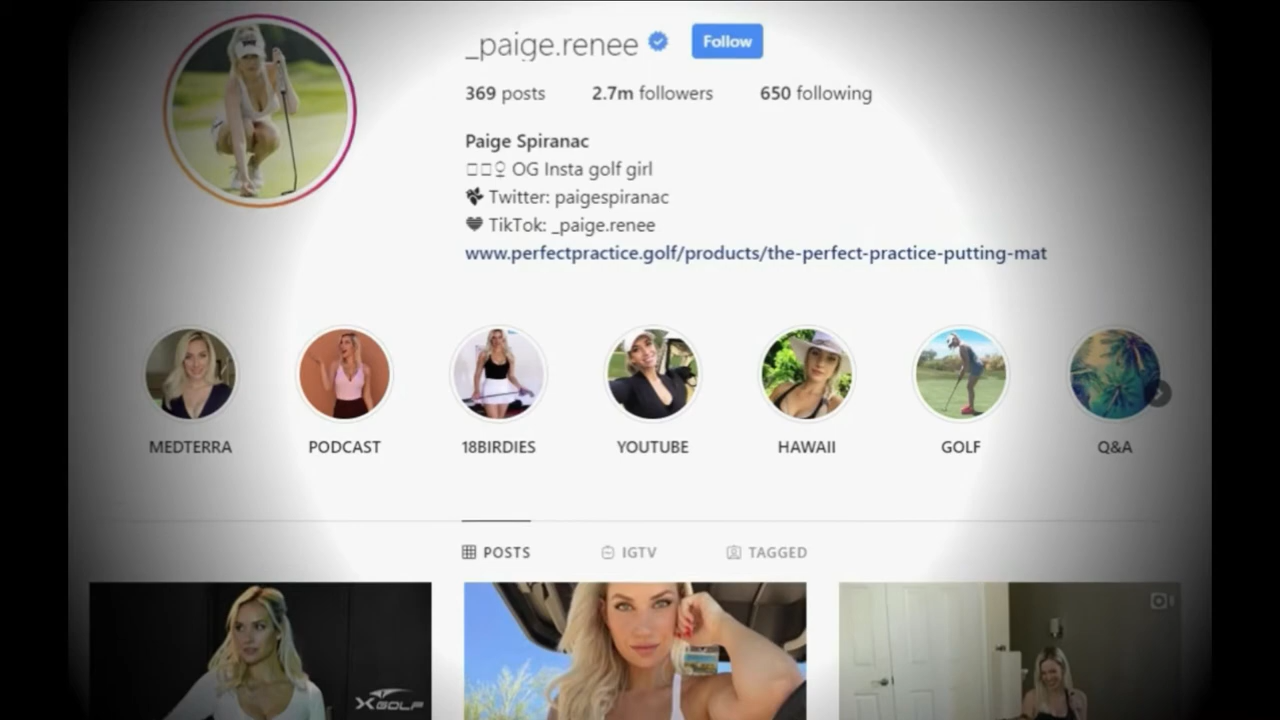 _paige.renee
Follow
369 posts 2.7m followers 650 following
Paige Spiranac
OG Insta golf girl
Twitter: paigespiranac
TikTok: _paige.renee
www.perfectpractice.golf/products/the-perfect-practice-putting-mat
MEDTERRA PODCAST 18BIRDIES YOUTUBE HAWAII GOLF Q&A
POSTS IGTV TAGGED
XGOLF